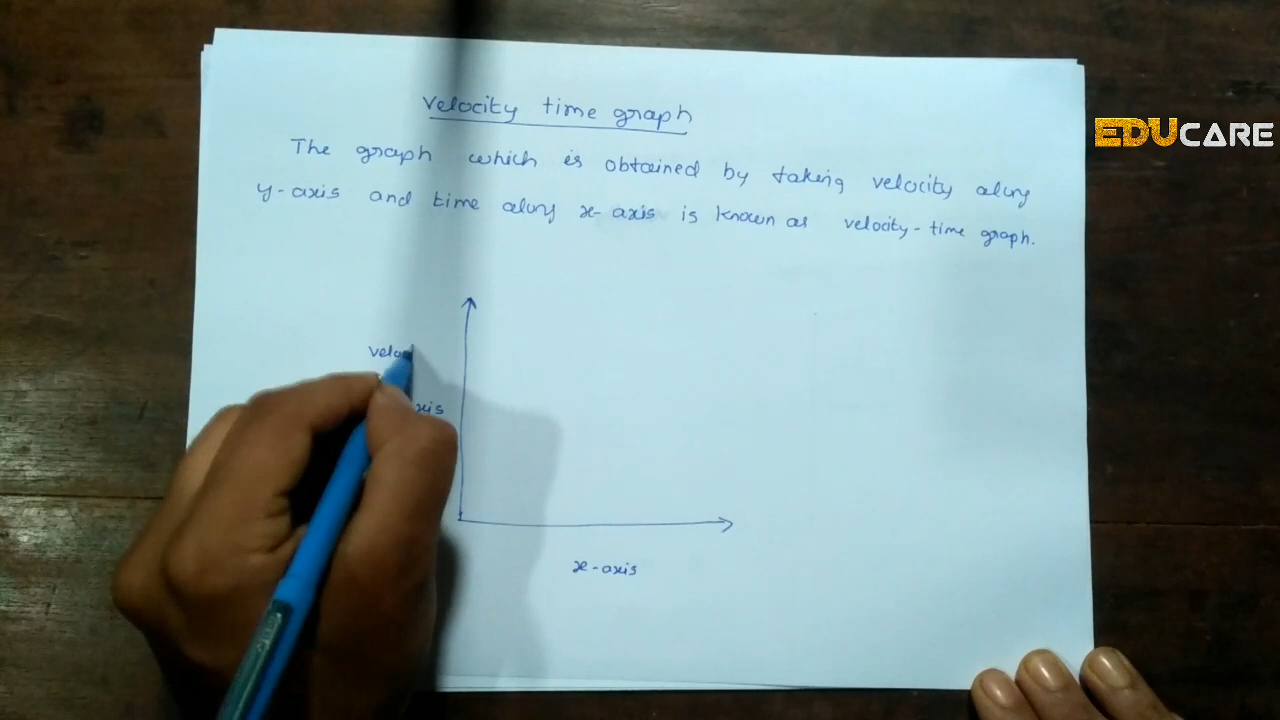 Velocity time graph
EDUCARE
The graph which is obtained by taking velocity along
y-axis and time along x-axis is known as velocity-time graph.
x-axis